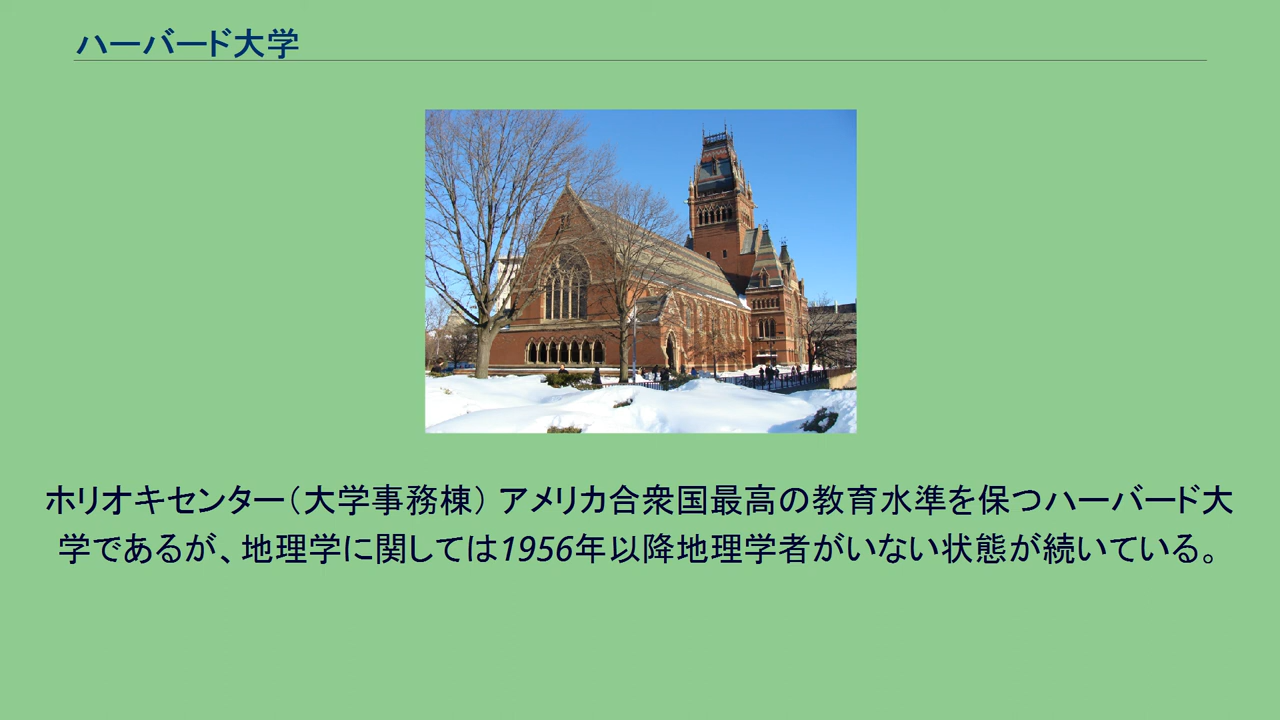 ハーバード大学
ホリオキセンター（大学事務棟） アメリカ合衆国最高の教育水準を保つハーバード大
学であるが、地理学に関しては1956年以降地理学者がいない状態が続いている。